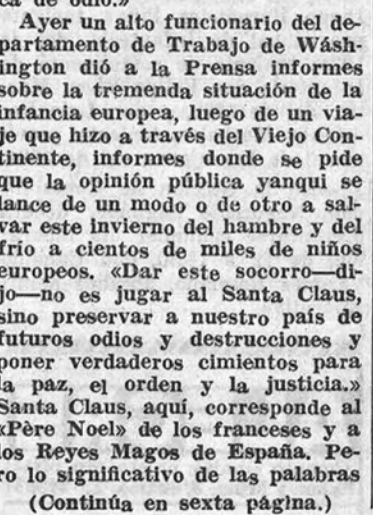 ca de odio.»
Ayer un alto funcionario del de-
partamento de Trabajo de Wásh-
ington dió a la Prensa informes
sobre la tremenda situación de la
infancia europea, luego de un via-
je que hizo a través del Viejo Con-
tinente, informes donde se pide
que la opinión pública yanqui se
lance de un modo o de otro a sal-
var este invierno del hambre y del
frío a cientos de miles de niños
europeos. «Dar este socorro—di-
jo—no es jugar al Santa Claus,
sino preservar a nuestro país de
futuros odios y destrucciones y
poner verdaderos cimientos para
la paz, el orden y la justicia.»
Santa Claus, aquí, corresponde al
«Père Noel» de los franceses y a
los Reyes Magos de España. Pe-
ro lo significativo de las palabras
(Continúa en sexta página.)